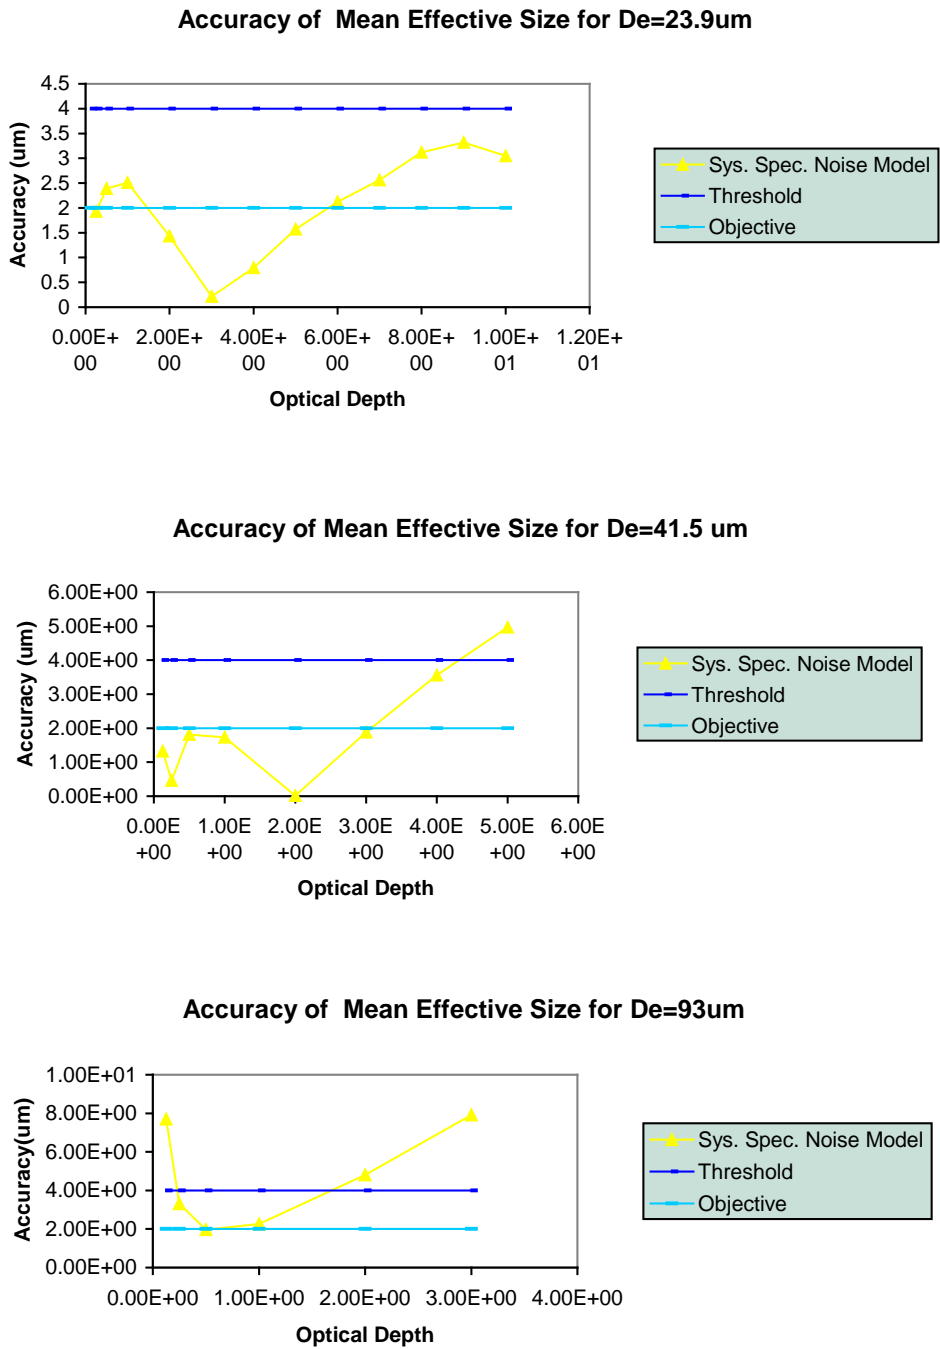 Accuracy of  Mean Effective Size for De=23.9um
4.5
4
3.5
3
2.5
2
1.5
1
0.5
0
Accuracy (um)
0.00E+ 2.00E+ 4.00E+ 6.00E+ 8.00E+ 1.00E+ 1.20E+
00 00 00 00 00 01 01
Optical Depth
Sys. Spec. Noise Model
Threshold
Objective
Accuracy of Mean Effective Size for De=41.5 um
6.00E+00
5.00E+00
4.00E+00
3.00E+00
2.00E+00
1.00E+00
0.00E+00
Accuracy (um)
0.00E 1.00E 2.00E 3.00E 4.00E 5.00E 6.00E
+00 +00 +00 +00 +00 +00 +00
Optical Depth
Sys. Spec. Noise Model
Threshold
Objective
Accuracy of  Mean Effective Size for De=93um
1.00E+01
8.00E+00
6.00E+00
4.00E+00
2.00E+00
0.00E+00
Accuracy(um)
0.00E+00 1.00E+00 2.00E+00 3.00E+00 4.00E+00
Optical Depth
Sys. Spec. Noise Model
Threshold
Objective